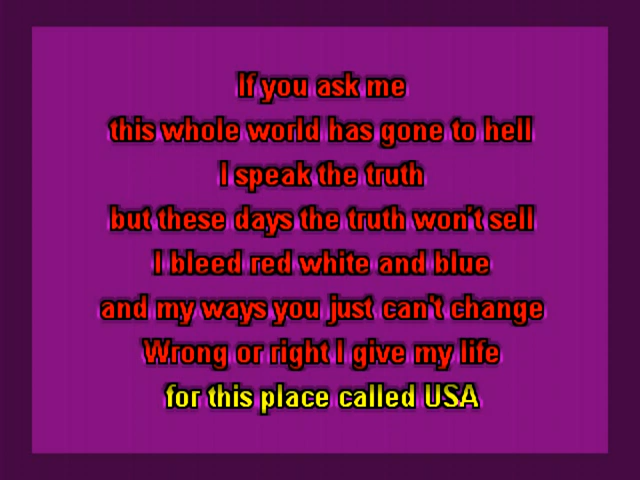 If you ask me
this whole world has gone to hell
I speak the truth
but these days the truth won't sell
I bleed red white and blue
and my ways you just can't change
Wrong or right I give my life
for this place called USA